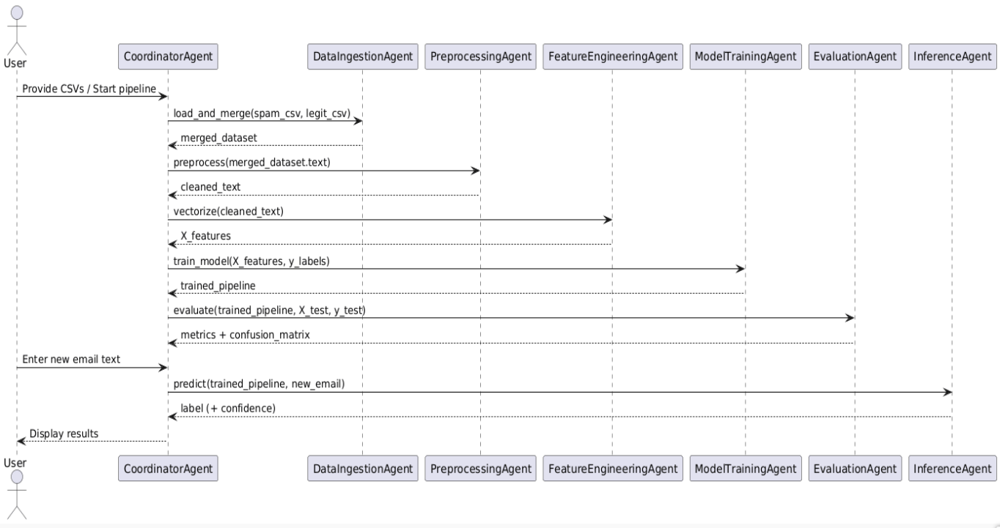 User
CoordinatorAgent
DataIngestionAgent
PreprocessingAgent
FeatureEngineeringAgent
ModelTrainingAgent
EvaluationAgent
InferenceAgent
Provide CSVs / Start pipeline
load_and_merge(spam_csv, legit_csv)
merged_dataset
preprocess(merged_dataset.text)
cleaned_text
vectorize(cleaned_text)
X_features
train_model(X_features, y_labels)
trained_pipeline
evaluate(trained_pipeline, X_test, y_test)
metrics + confusion_matrix
Enter new email text
predict(trained_pipeline, new_email)
label (+ confidence)
Display results
User
CoordinatorAgent
DataIngestionAgent
PreprocessingAgent
FeatureEngineeringAgent
ModelTrainingAgent
EvaluationAgent
InferenceAgent